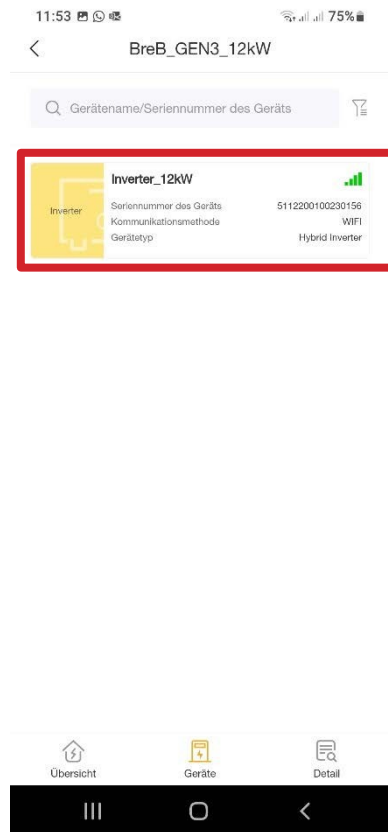 11:53 75%
BreB_GEN3_12kW
Gerätename/Seriennummer des Geräts
Inverter_12kW
Inverter
Seriennummer des Geräts 5112200100230156
Kommunikationsmethode WIFI
Gerätetyp Hybrid Inverter
Übersicht Geräte Detail